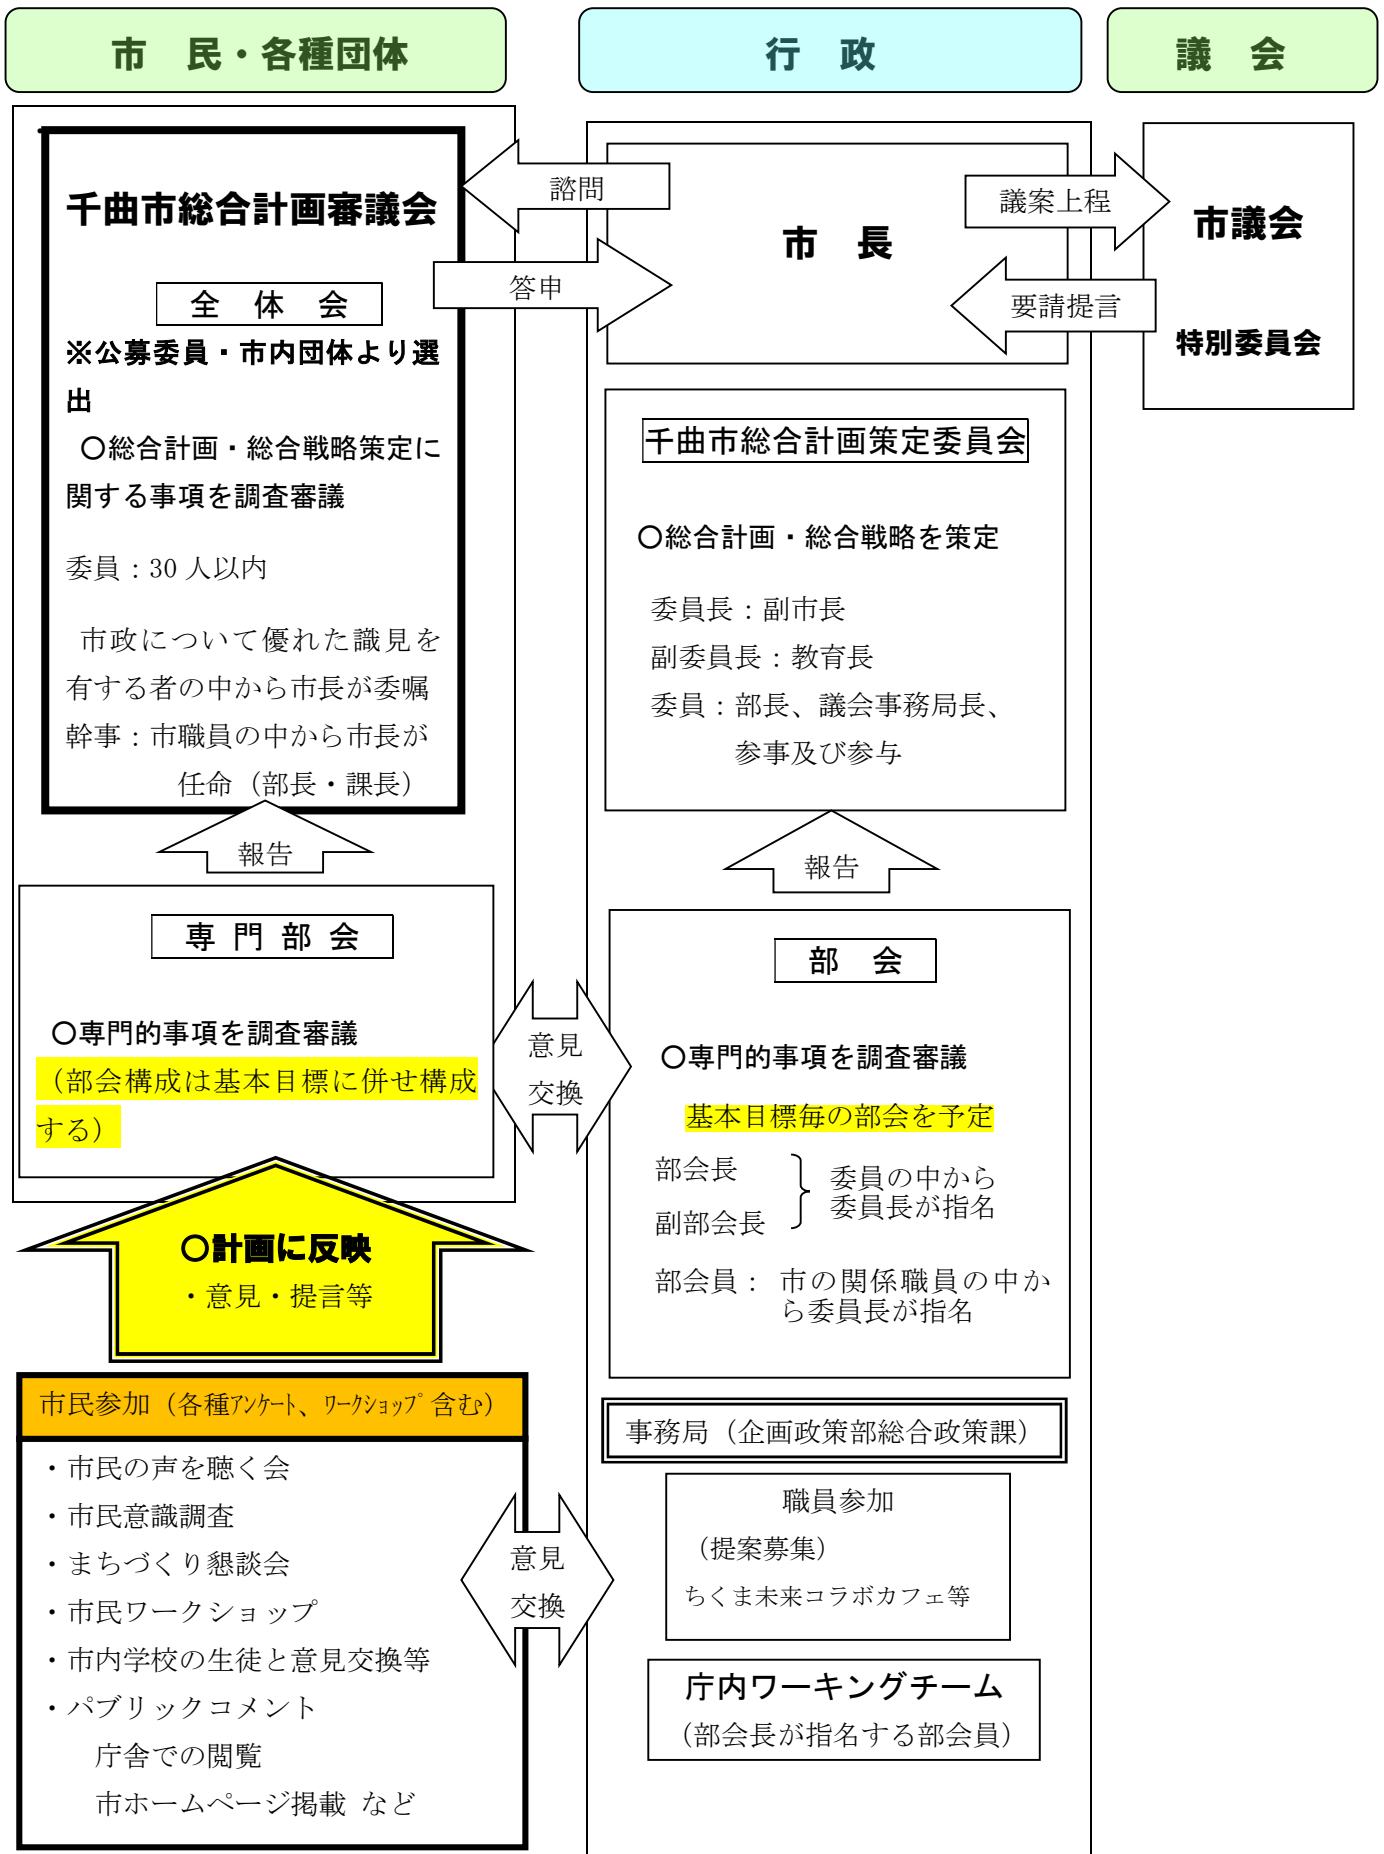 市　民・各種団体
行　政
議　会
千曲市総合計画審議会
全　体　会
※公募委員・市内団体より選
出
〇総合計画・総合戦略策定に
関する事項を調査審議
委員：30 人以内
市政について優れた識見を
有する者の中から市長が委嘱
幹事：市職員の中から市長が
任命（部長・課長）
諮問
答申
市　長
議案上程
要請提言
市議会
特別委員会
千曲市総合計画策定委員会
〇総合計画・総合戦略を策定
委員長：副市長
副委員長：教育長
委員：部長、議会事務局長、
参事及び参与
報告
報告
専 門 部 会
〇専門的事項を調査審議
（部会構成は基本目標に併せ構成
する）
意見
交換
部　会
〇専門的事項を調査審議
基本目標毎の部会を予定
部会長
副部会長
委員の中から
委員長が指名
部会員： 市の関係職員の中か
ら委員長が指名
〇計画に反映
・意見・提言等
市民参加（各種ｱﾝｹｰﾄ、ﾜｰｸｼｮｯﾌﾟ含む）
・市民の声を聴く会
・市民意識調査
・まちづくり懇談会
・市民ワークショップ
・市内学校の生徒と意見交換等
・パブリックコメント
庁舎での閲覧
市ホームページ掲載 など
意見
交換
事務局（企画政策部総合政策課）
職員参加
（提案募集）
ちくま未来コラボカフェ等
庁内ワーキングチーム
（部会長が指名する部会員）